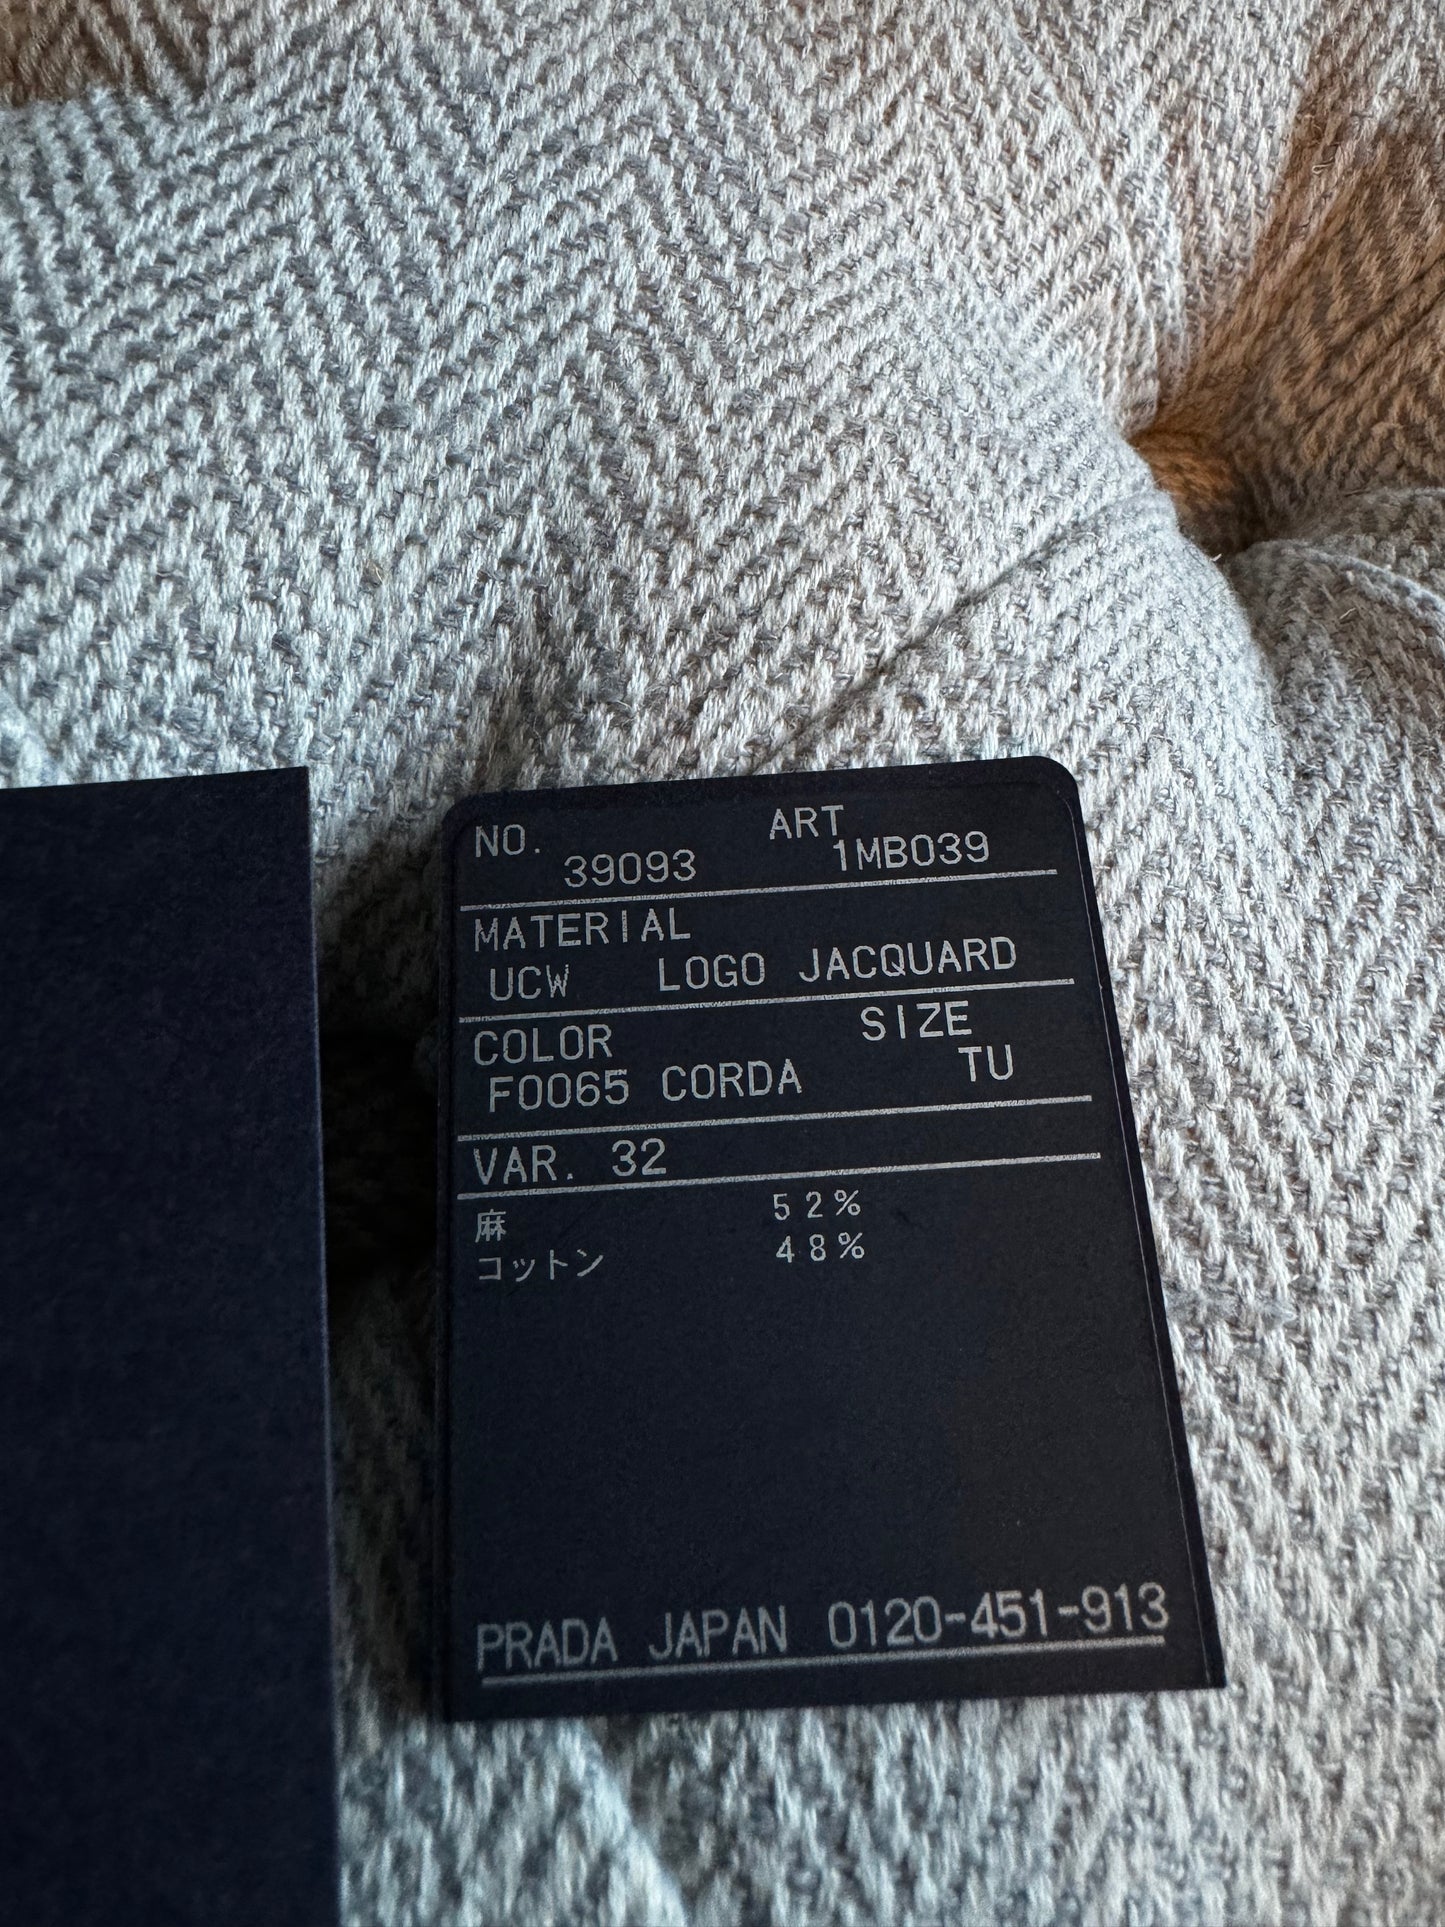 NO. ART
39093 1MB039
MATERIAL
UCW LOGO JACQUARD
COLOR SIZE
F0065 CORDA TU
VAR. 32
麻 52%
コットン 48%
PRADA JAPAN 0120-451-913